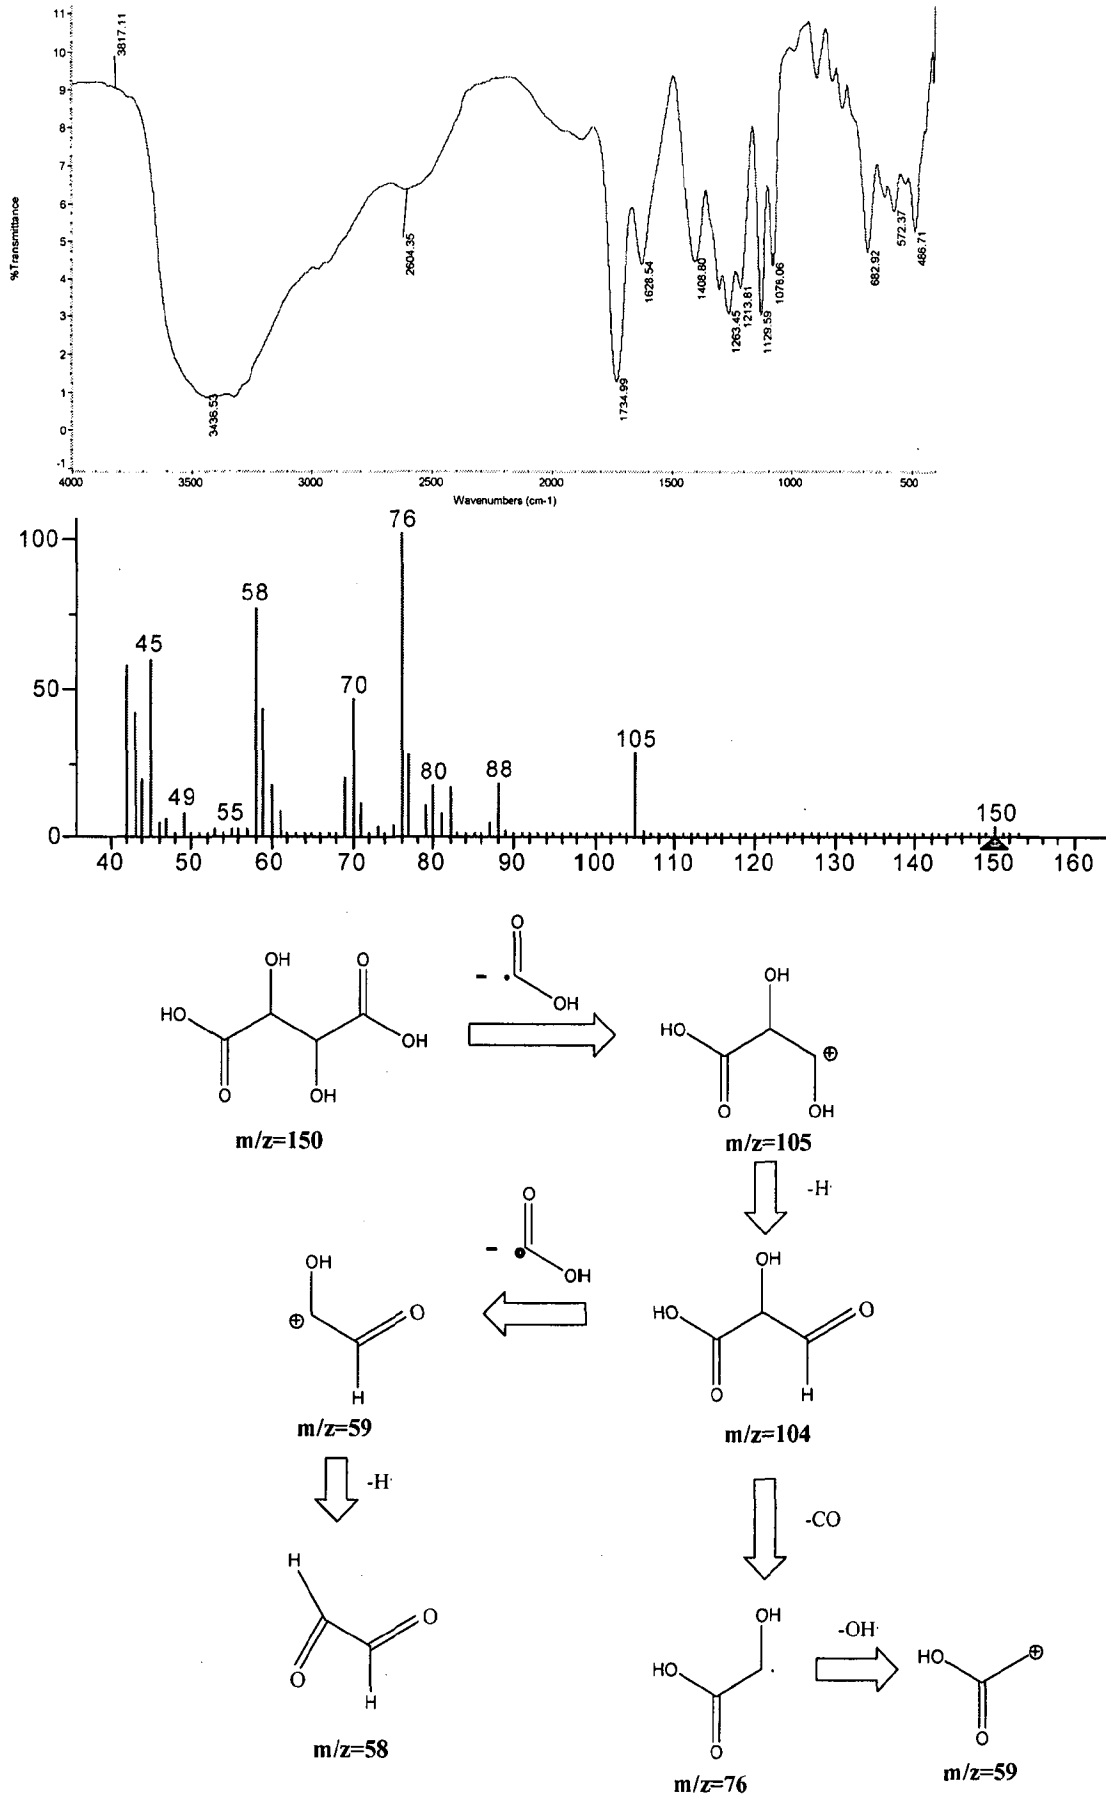 11
10
9
8
7
6
5
4
3
2
1
0
-1
%Transmittance
3817.11
3436.53
2604.35
1734.99
1628.54
1408.80
1263.45
1213.81
1129.59
1078.06
682.92
572.37
486.71
4000 3500 3000 2500 2000 1500 1000 500
Wavenumbers (cm-1)
100
50
0
45
49
55
58
70
76
80
88
105
150
40 50 60 70 80 90 100 110 120 130 140 150 160
O
- · OH
OH O
HO OH
O OH
m/z=150
OH
HO ⊕
O OH
m/z=105
-H·
O
- OH
OH
⊕ O
H
m/z=59
OH
HO O
O H
m/z=104
-H·
-CO
H
O
O H
m/z=58
OH
HO ·
O
m/z=76
-OH·
HO ⊕
O
m/z=59